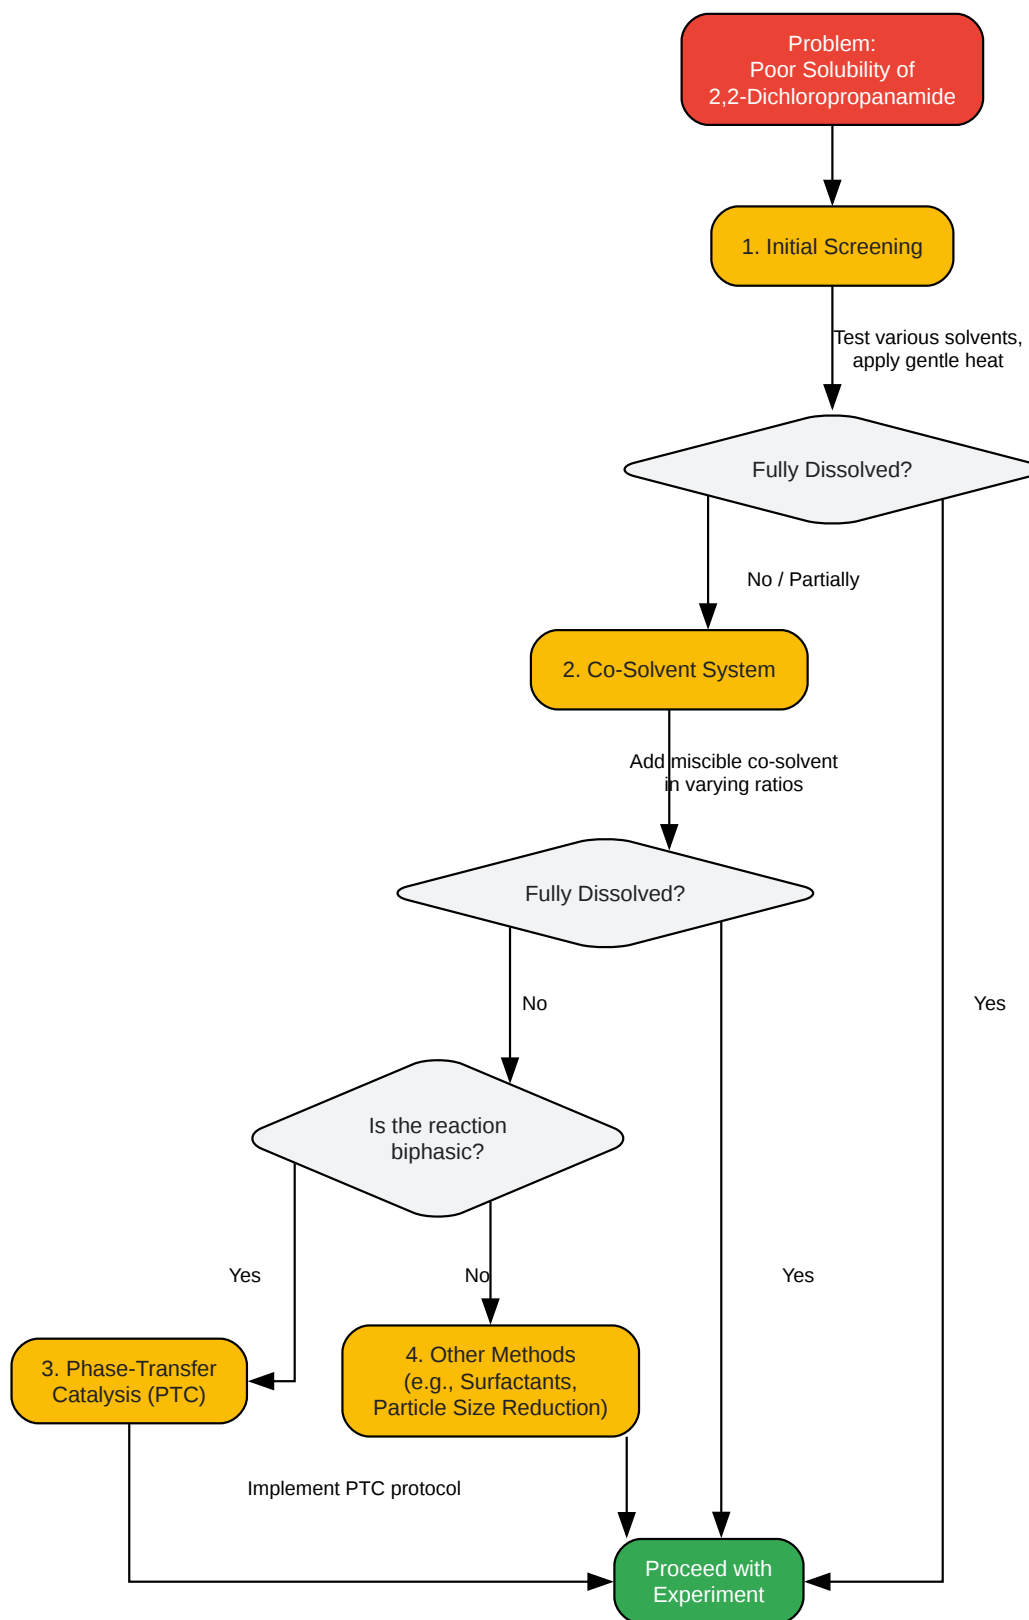 Problem:
Poor Solubility of
2,2-Dichloropropanamide
1. Initial Screening
Test various solvents,
apply gentle heat
Fully Dissolved?
No / Partially
2. Co-Solvent System
Add miscible co-solvent
in varying ratios
Fully Dissolved?
No
Yes
Is the reaction
biphasic?
Yes
No
Yes
3. Phase-Transfer
Catalysis (PTC)
4. Other Methods
(e.g., Surfactants,
Particle Size Reduction)
Implement PTC protocol
Proceed with
Experiment